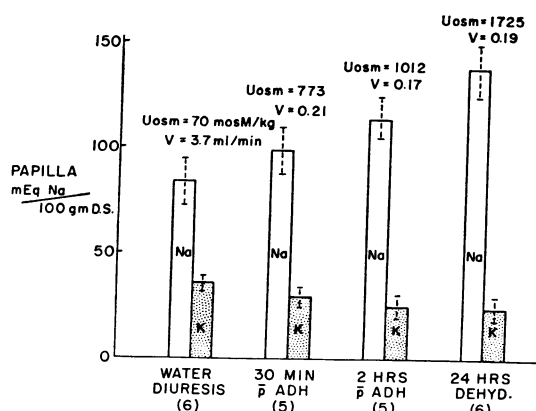 150
100
50
0
PAPILLA
mEq Na
100 gm D.S.
Uosm = 70 mosM/kg
V = 3.7 ml/min
Uosm = 773
V = 0.21
Uosm = 1012
V = 0.17
Uosm = 1725
V = 0.19
Na
K
Na
K
Na
K
Na
K
WATER
DIURESIS
(6)
30 MIN
p̄ ADH
(5)
2 HRS
p̄ ADH
(5)
24 HRS
DEHYD.
(6)